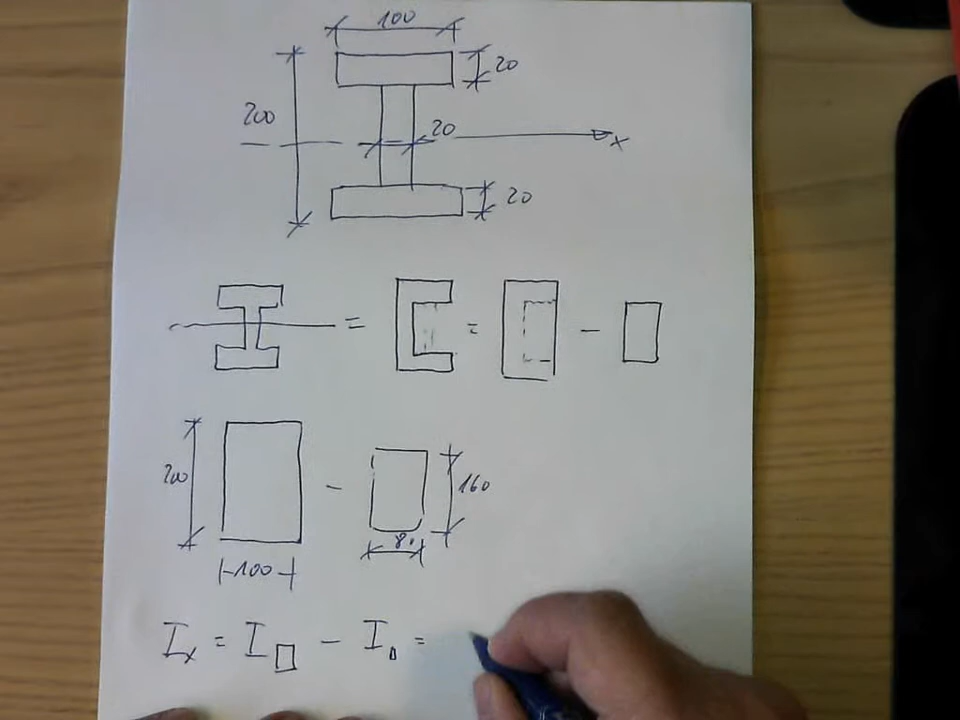 100
20
200
20
x
20
= = -
200 - 160
80
100
Ix = I□ - I▯ =